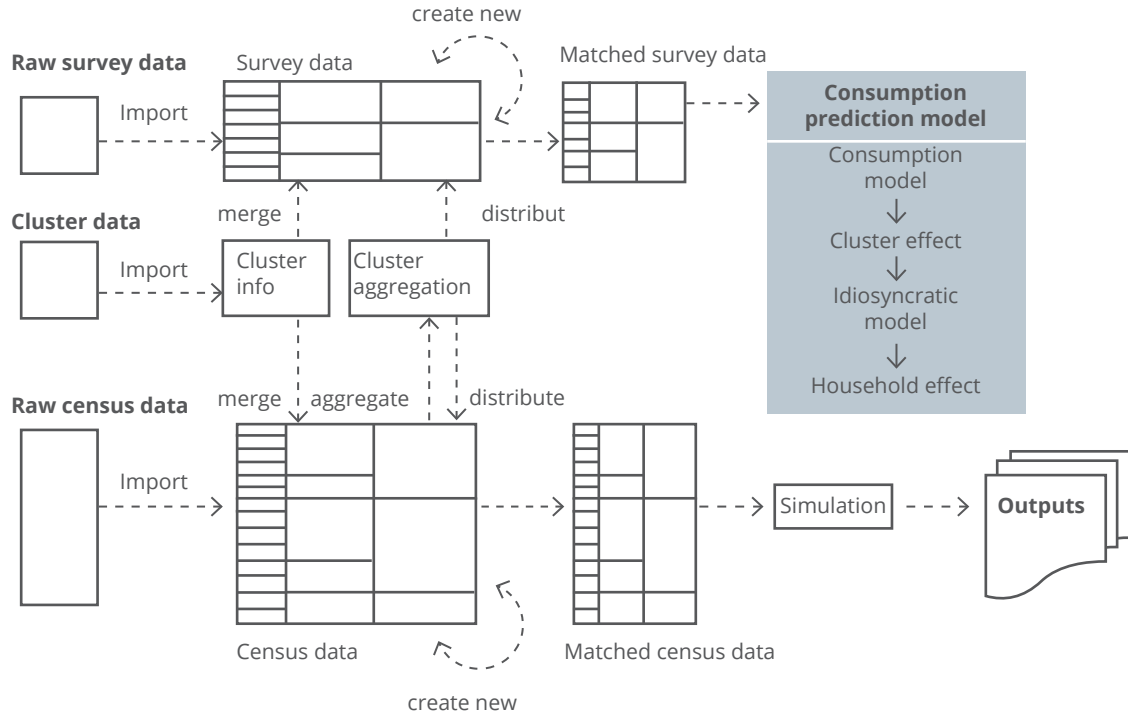 create new
Raw survey data
Survey data
Matched survey data
Import
Consumption
prediction model
Consumption
model
Cluster effect
Idiosyncratic
model
Household effect
merge
distribut
Cluster data
Import
Cluster
info
Cluster
aggregation
Raw census data
merge
aggregate
distribute
Import
Simulation
Outputs
Census data
Matched census data
create new